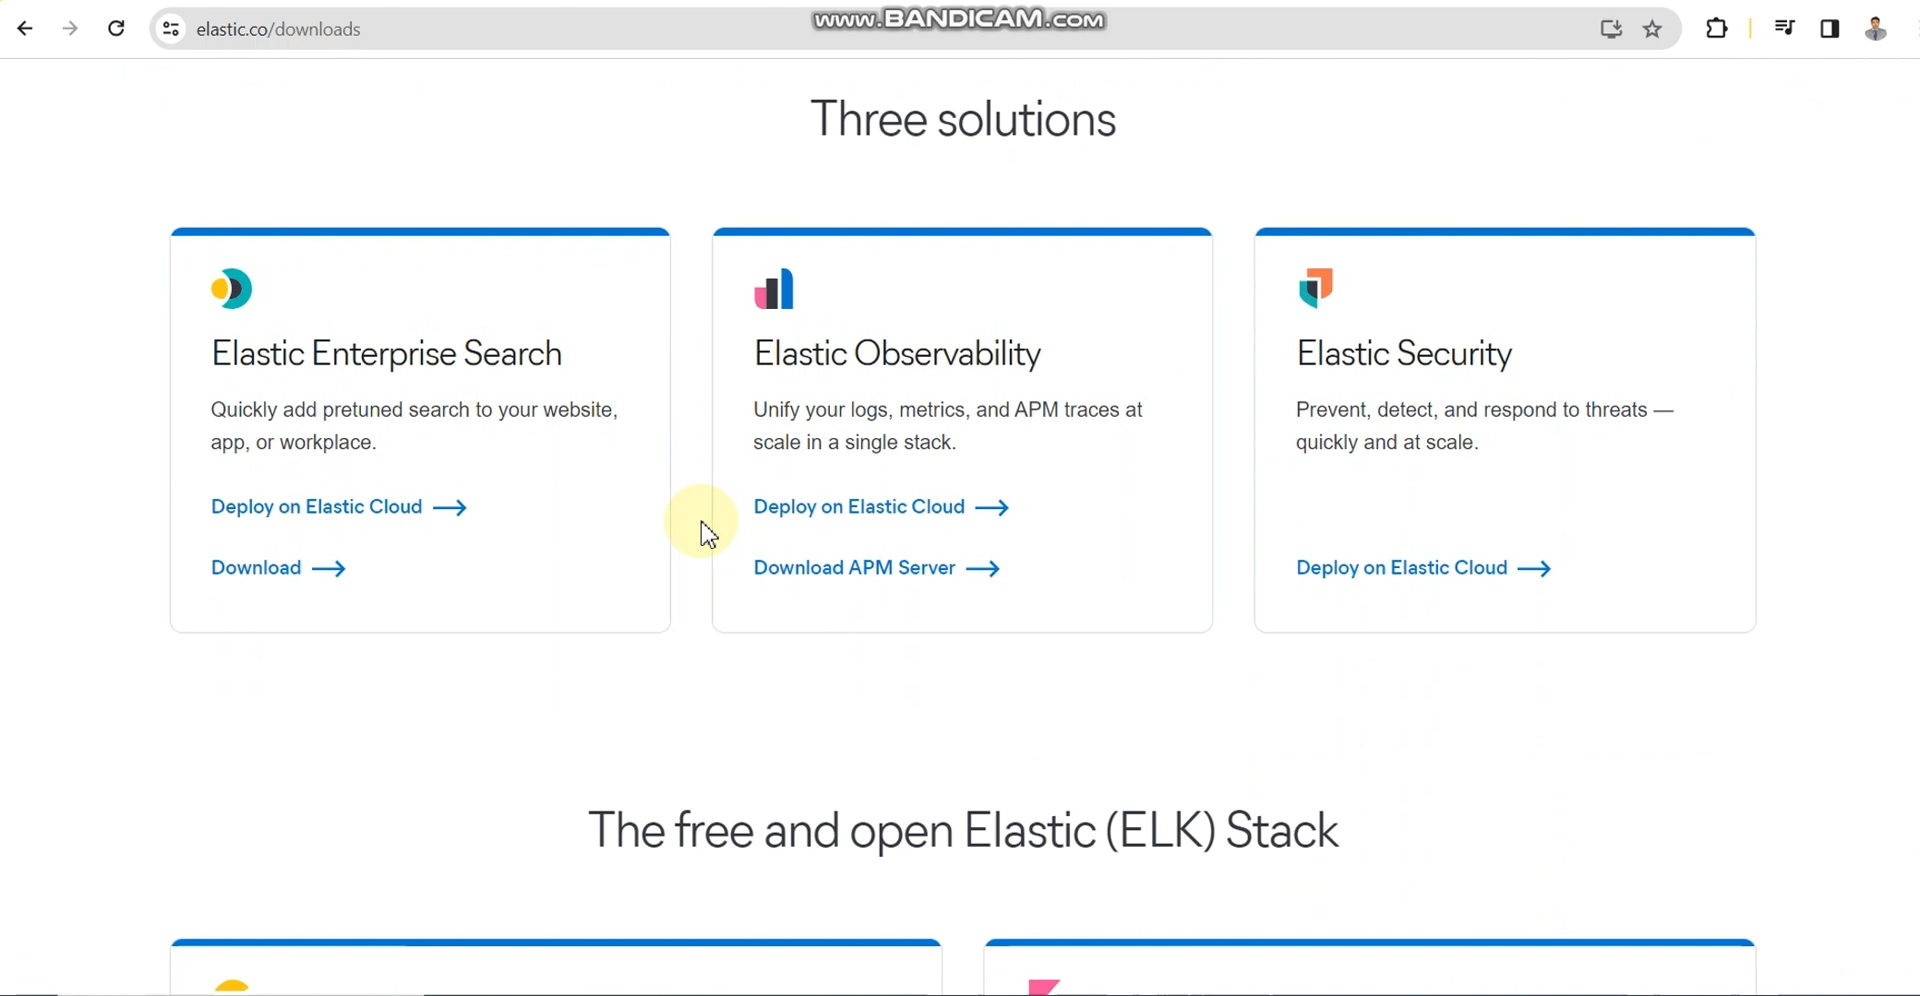 elastic.co/downloads
www.BANDICAM.com
Three solutions
Elastic Enterprise Search
Quickly add pretuned search to your website,
app, or workplace.
Deploy on Elastic Cloud
Download
Elastic Observability
Unify your logs, metrics, and APM traces at
scale in a single stack.
Deploy on Elastic Cloud
Download APM Server
Elastic Security
Prevent, detect, and respond to threats —
quickly and at scale.
Deploy on Elastic Cloud
The free and open Elastic (ELK) Stack